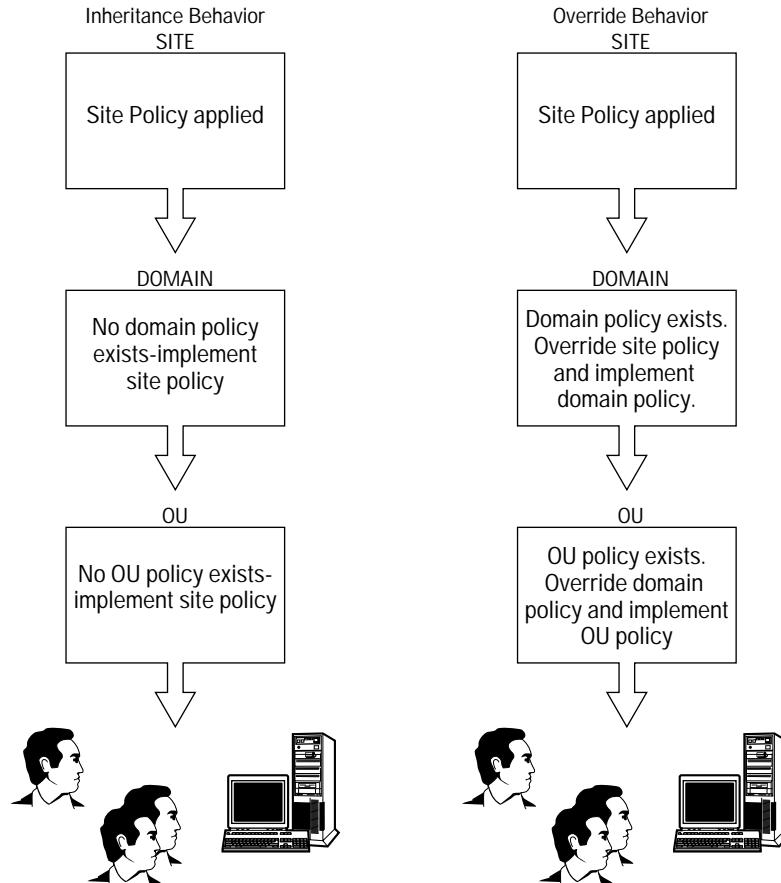 Inheritance Behavior
SITE
Site Policy applied
DOMAIN
No domain policy
exists-implement
site policy
OU
No OU policy exists-
implement site policy
Override Behavior
SITE
Site Policy applied
DOMAIN
Domain policy exists.
Override site policy
and implement
domain policy.
OU
OU policy exists.
Override domain
policy and implement
OU policy